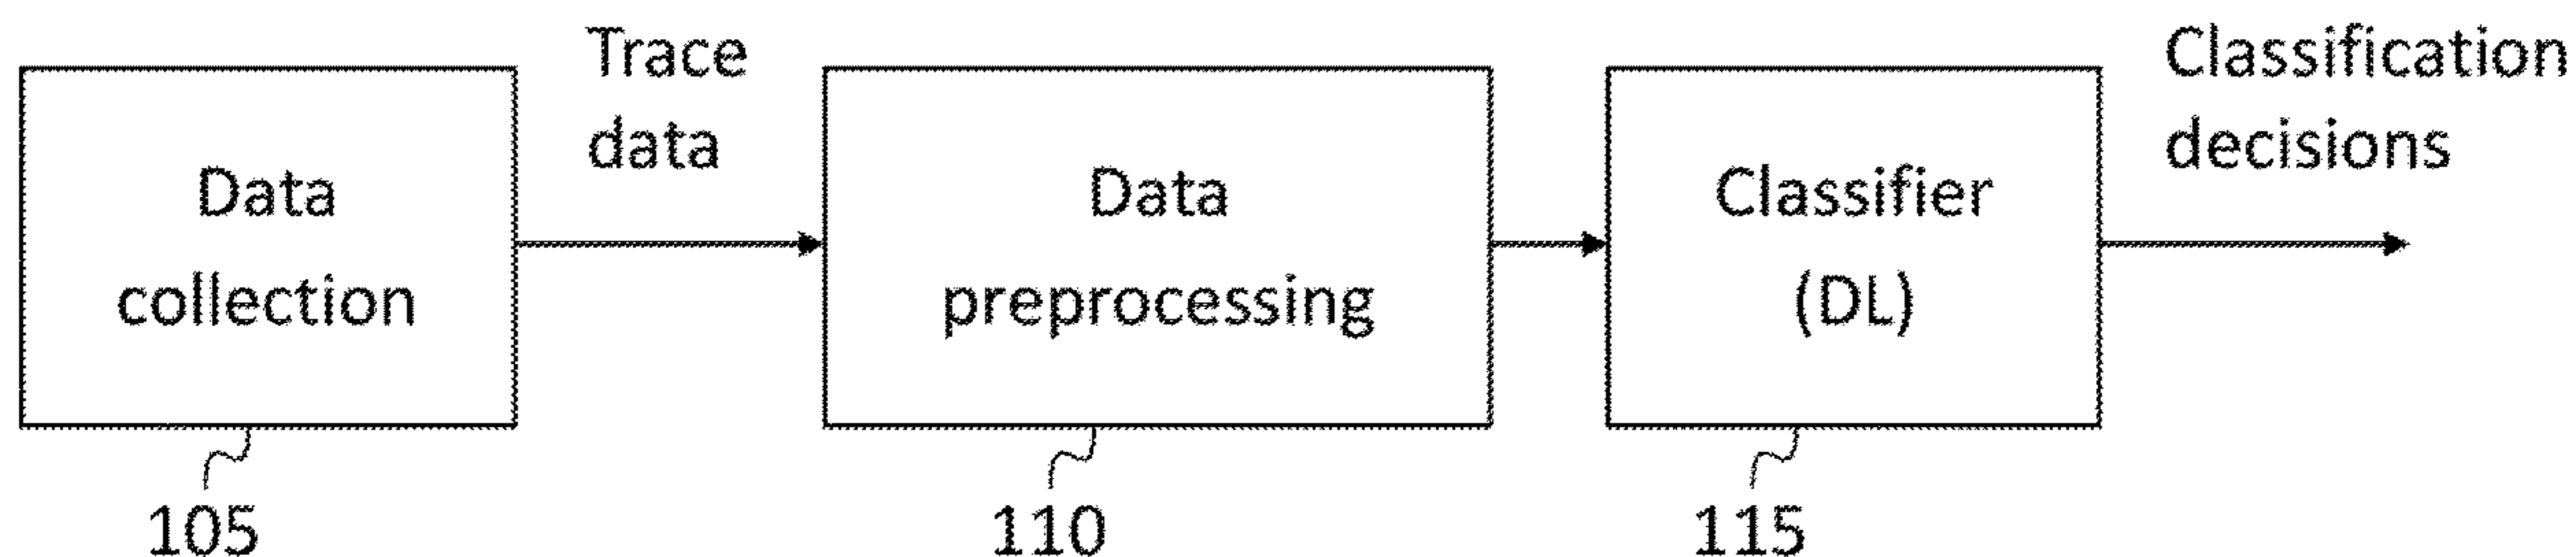 Data
collection
Trace
data
Data
preprocessing
Classifier
(DL)
Classification
decisions
105
110
115